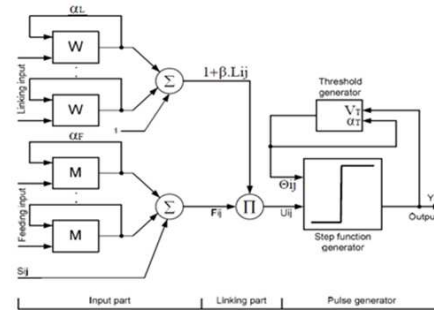 αL
W
W
Linking input
Σ
1
1+β.Lij
αF
M
M
Feeding input
Σ
Sij
Fij
Π
Uij
Threshold
generator
VT
αT
Θij
Step function
generator
Y
Output
Input part
Linking part
Pulse generator